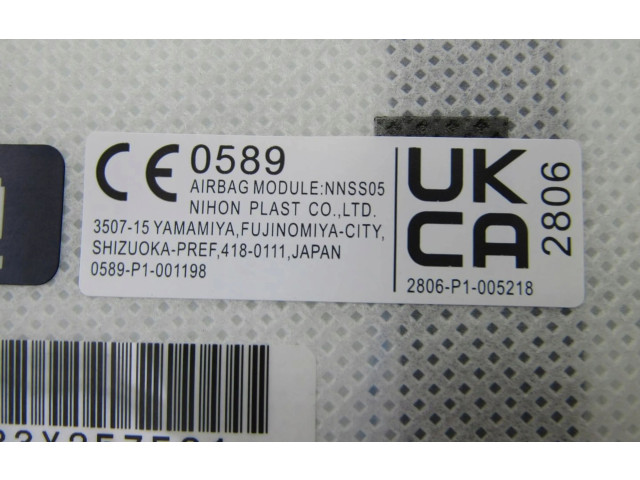 CE 0589
AIRBAG MODULE:NNSS05
NIHON PLAST CO.,LTD.
3507-15 YAMAMIYA,FUJINOMIYA-CITY,
SHIZUOKA-PREF,418-0111,JAPAN
0589-P1-001198
UK
CA
2806
2806-P1-005218